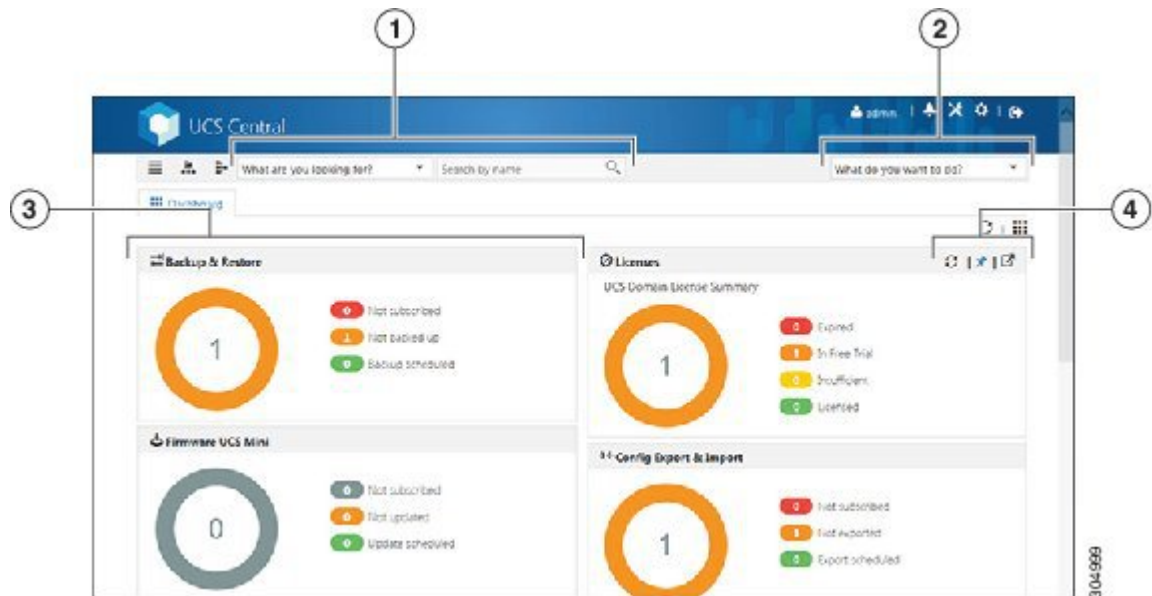 1
2
UCS Central
admin
What are you looking for?
Search by name
What do you want to do?
3
Dashboard
4
Backup & Restore
1
0 Not subscribed
1 Not backed up
0 Backup scheduled
Licenses
UCS Domain License Summary
1
0 Expired
1 In Free Trial
0 Insufficient
0 Licensed
Firmware UCS Mini
0
0 Not subscribed
0 Not updated
0 Update scheduled
Config Export & Import
1
0 Not subscribed
1 Not exported
0 Export scheduled
304999